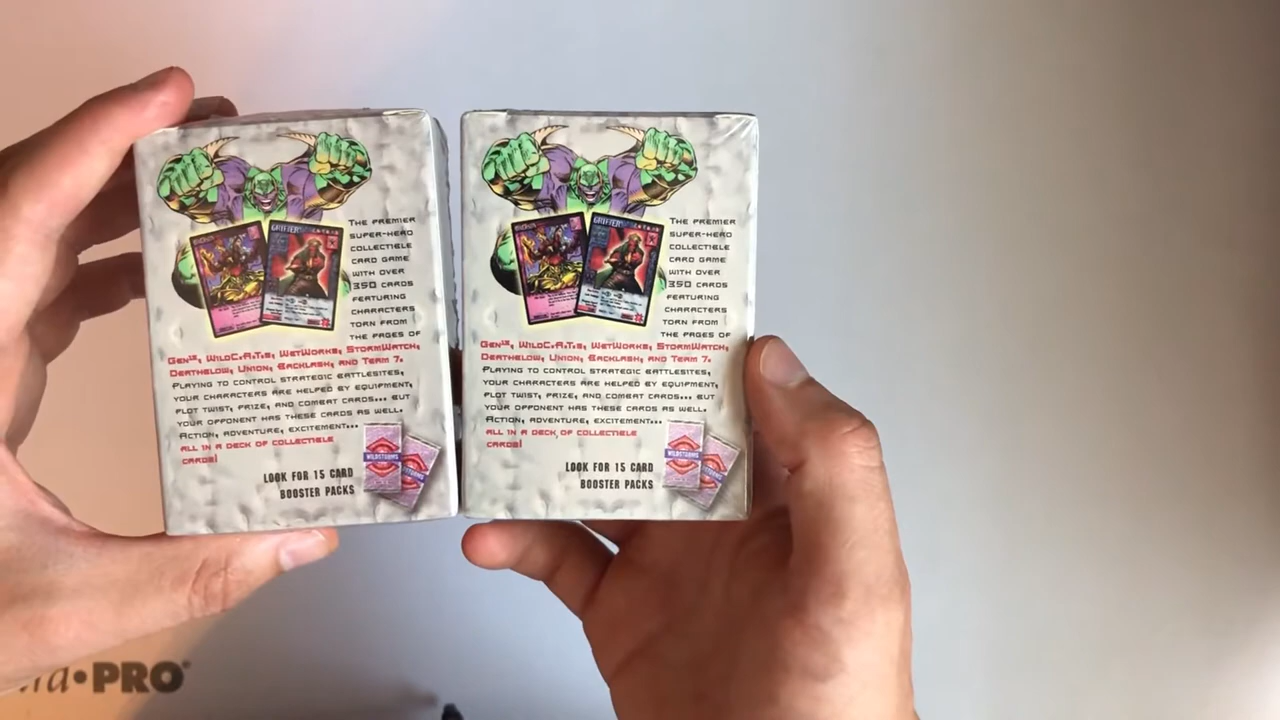 GRIFTER
THE PREMIER
SUPER-HERO
COLLECTIBLE
CARD GAME
WITH OVER
350 CARDS
FEATURING
CHARACTERS
TORN FROM
THE PAGES OF
GEN13, WILDC.A.T.S, WETWORKS, STORMWATCH,
DEATHBLOW, UNION, BACKLASH, AND TEAM 7.
PLAYING TO CONTROL STRATEGIC BATTLESITES,
YOUR CHARACTERS ARE HELPED BY EQUIPMENT,
PLOT TWIST, PRIZE, AND COMBAT CARDS... BUT
YOUR OPPONENT HAS THESE CARDS AS WELL.
ACTION, ADVENTURE, EXCITEMENT...
ALL IN A DECK OF COLLECTIBLE
CARDS!
WILDSTORMS
LOOK FOR 15 CARD
BOOSTER PACKS
GRIFTER
THE PREMIER
SUPER-HERO
COLLECTIBLE
CARD GAME
WITH OVER
350 CARDS
FEATURING
CHARACTERS
TORN FROM
THE PAGES OF
GEN13, WILDC.A.T.S, WETWORKS, STORMWATCH,
DEATHBLOW, UNION, BACKLASH, AND TEAM 7.
PLAYING TO CONTROL STRATEGIC BATTLESITES,
YOUR CHARACTERS ARE HELPED BY EQUIPMENT,
PLOT TWIST, PRIZE, AND COMBAT CARDS... BUT
YOUR OPPONENT HAS THESE CARDS AS WELL.
ACTION, ADVENTURE, EXCITEMENT...
ALL IN A DECK OF COLLECTIBLE
CARDS!
WILDSTORMS
LOOK FOR 15 CARD
BOOSTER PACKS
PRO